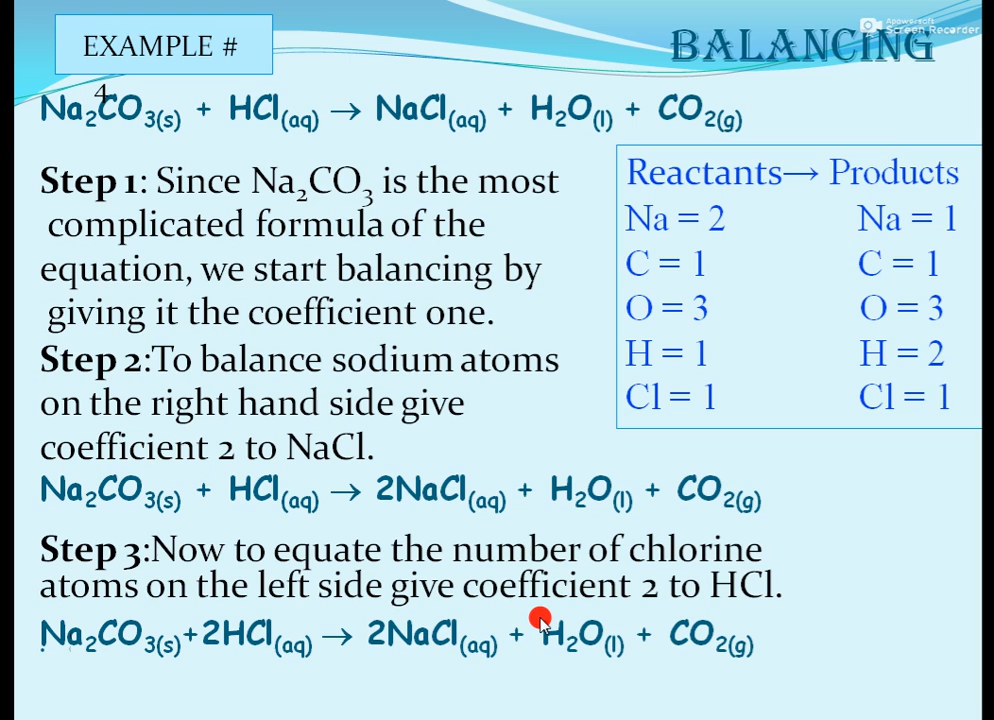 Apowersoft
Screen Recorder
EXAMPLE #
4
BALANCING
Na₂CO₃(s) + HCl(aq) → NaCl(aq) + H₂O(l) + CO₂(g)
Step 1: Since Na₂CO₃ is the most
complicated formula of the
equation, we start balancing by
giving it the coefficient one.
Step 2:To balance sodium atoms
on the right hand side give
coefficient 2 to NaCl.
Reactants→ Products
Na = 2 Na = 1
C = 1 C = 1
O = 3 O = 3
H = 1 H = 2
Cl = 1 Cl = 1
Na₂CO₃(s) + HCl(aq) → 2NaCl(aq) + H₂O(l) + CO₂(g)
Step 3:Now to equate the number of chlorine
atoms on the left side give coefficient 2 to HCl.
Na₂CO₃(s)+2HCl(aq) → 2NaCl(aq) + H₂O(l) + CO₂(g)